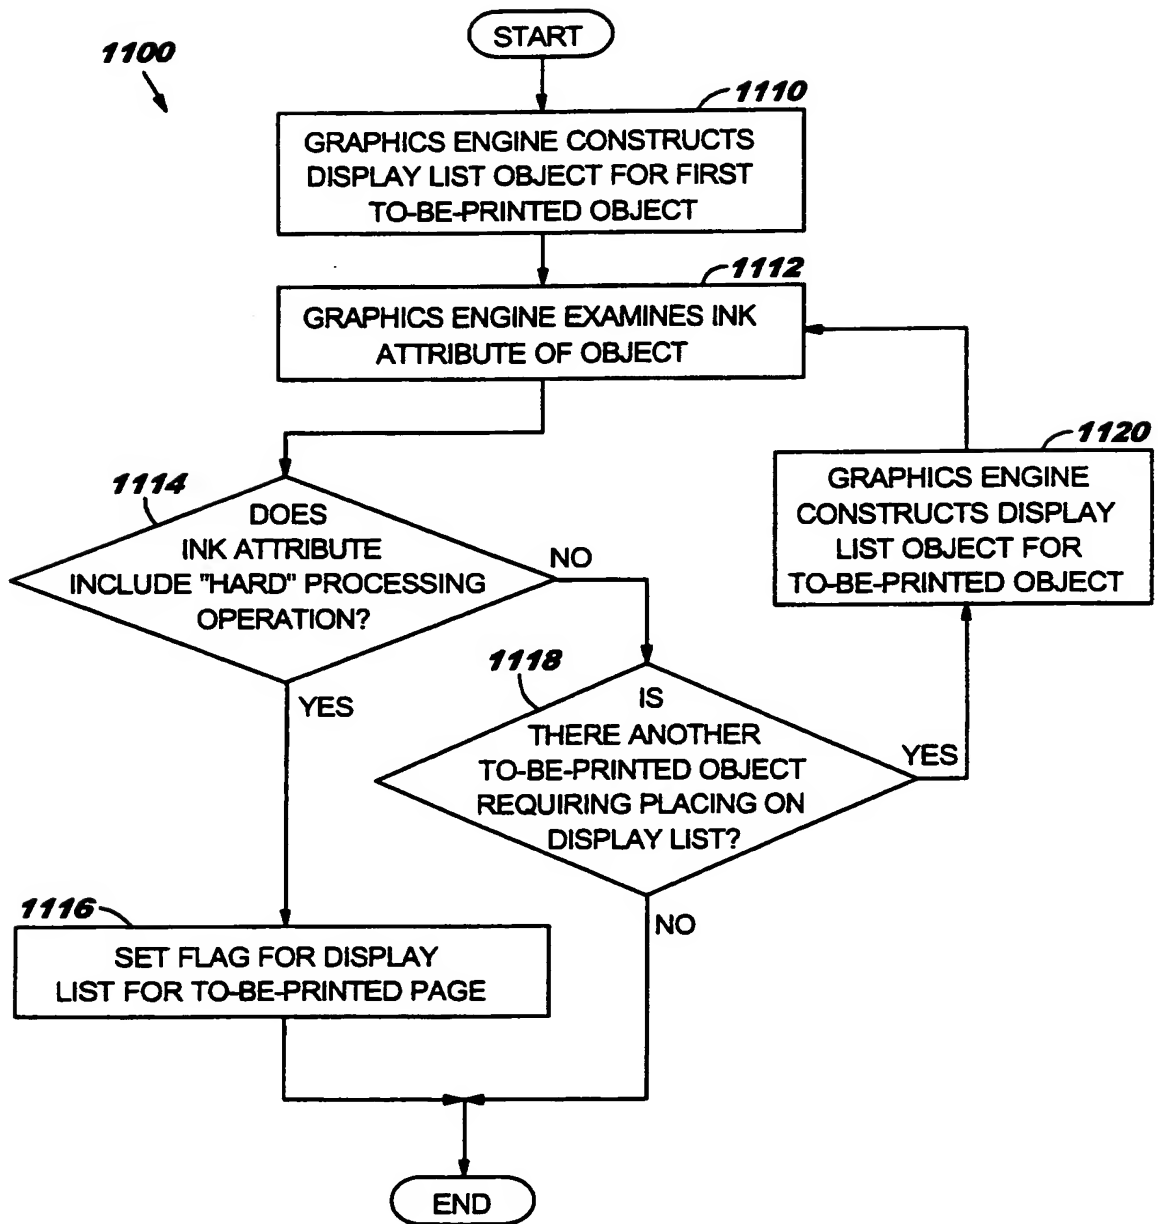 START
1100
1110
GRAPHICS ENGINE CONSTRUCTS
DISPLAY LIST OBJECT FOR FIRST
TO-BE-PRINTED OBJECT
1112
GRAPHICS ENGINE EXAMINES INK
ATTRIBUTE OF OBJECT
1120
GRAPHICS ENGINE
CONSTRUCTS DISPLAY
LIST OBJECT FOR
TO-BE-PRINTED OBJECT
1114
DOES
INK ATTRIBUTE
INCLUDE "HARD" PROCESSING
OPERATION?
NO
YES
1118
IS
THERE ANOTHER
TO-BE-PRINTED OBJECT
REQUIRING PLACING ON
DISPLAY LIST?
YES
NO
1116
SET FLAG FOR DISPLAY
LIST FOR TO-BE-PRINTED PAGE
END